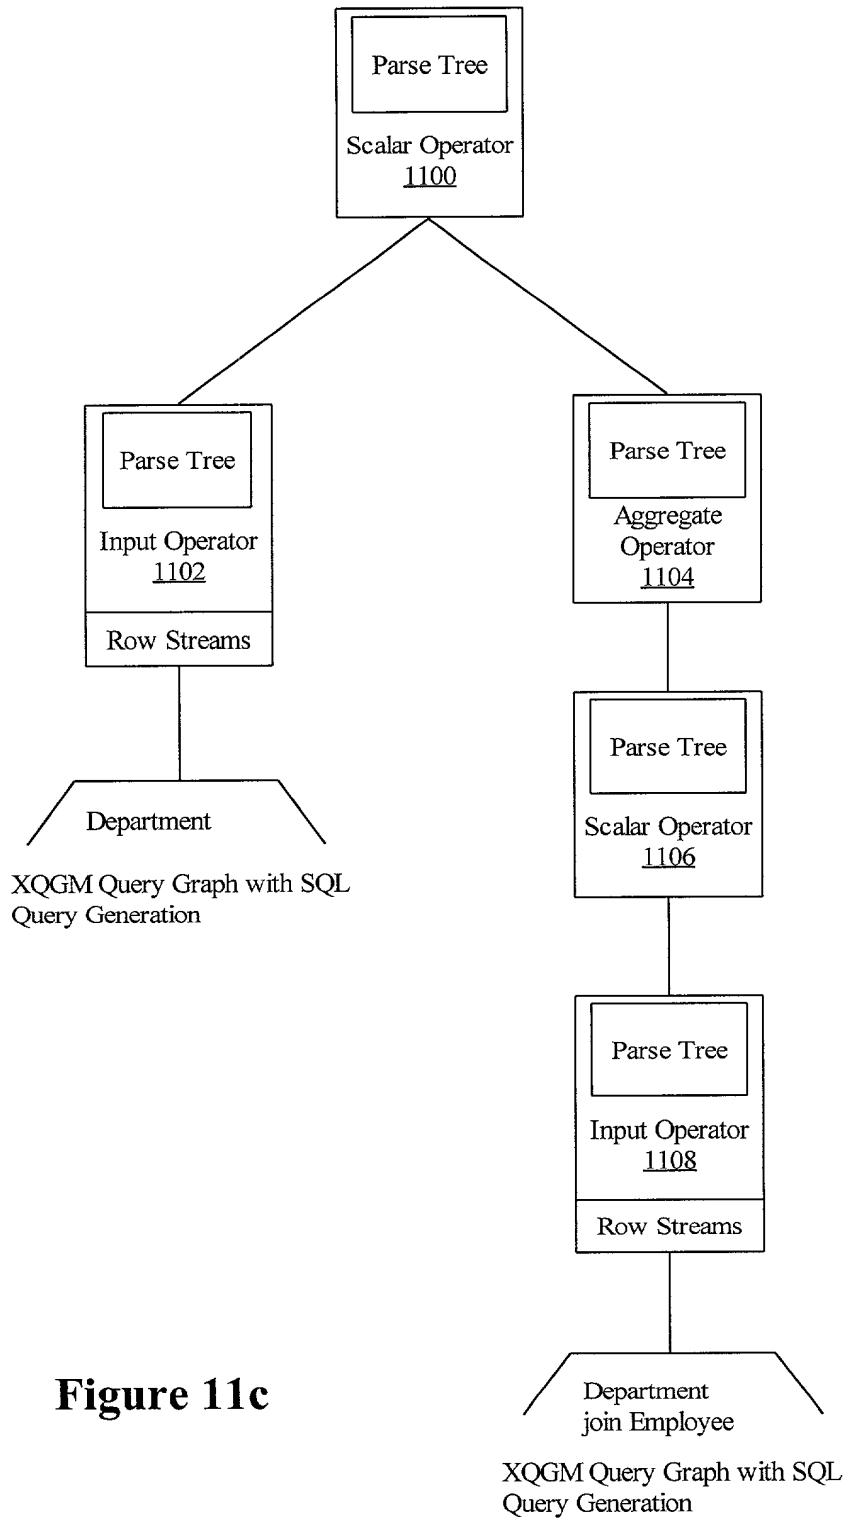 Parse Tree
Scalar Operator
1100
Parse Tree
Input Operator
1102
Row Streams
Department
XQGM Query Graph with SQL
Query Generation
Parse Tree
Aggregate
Operator
1104
Parse Tree
Scalar Operator
1106
Parse Tree
Input Operator
1108
Row Streams
Department
join Employee
XQGM Query Graph with SQL
Query Generation
Figure 11c